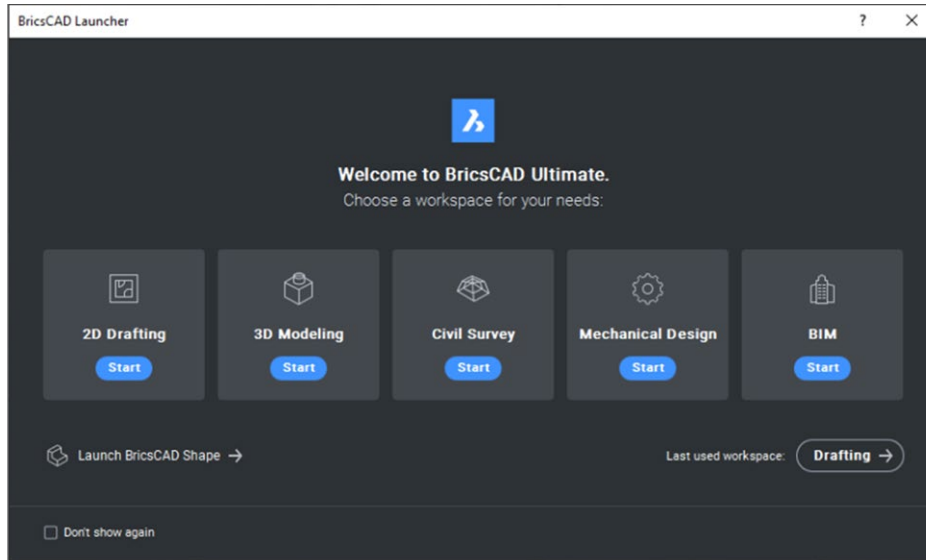 BricsCAD Launcher ?
Welcome to BricsCAD Ultimate.
Choose a workspace for your needs:
2D Drafting 3D Modeling Civil Survey Mechanical Design BIM
Start Start Start Start Start
Launch BricsCAD Shape → Last used workspace: Drafting →
Don't show again